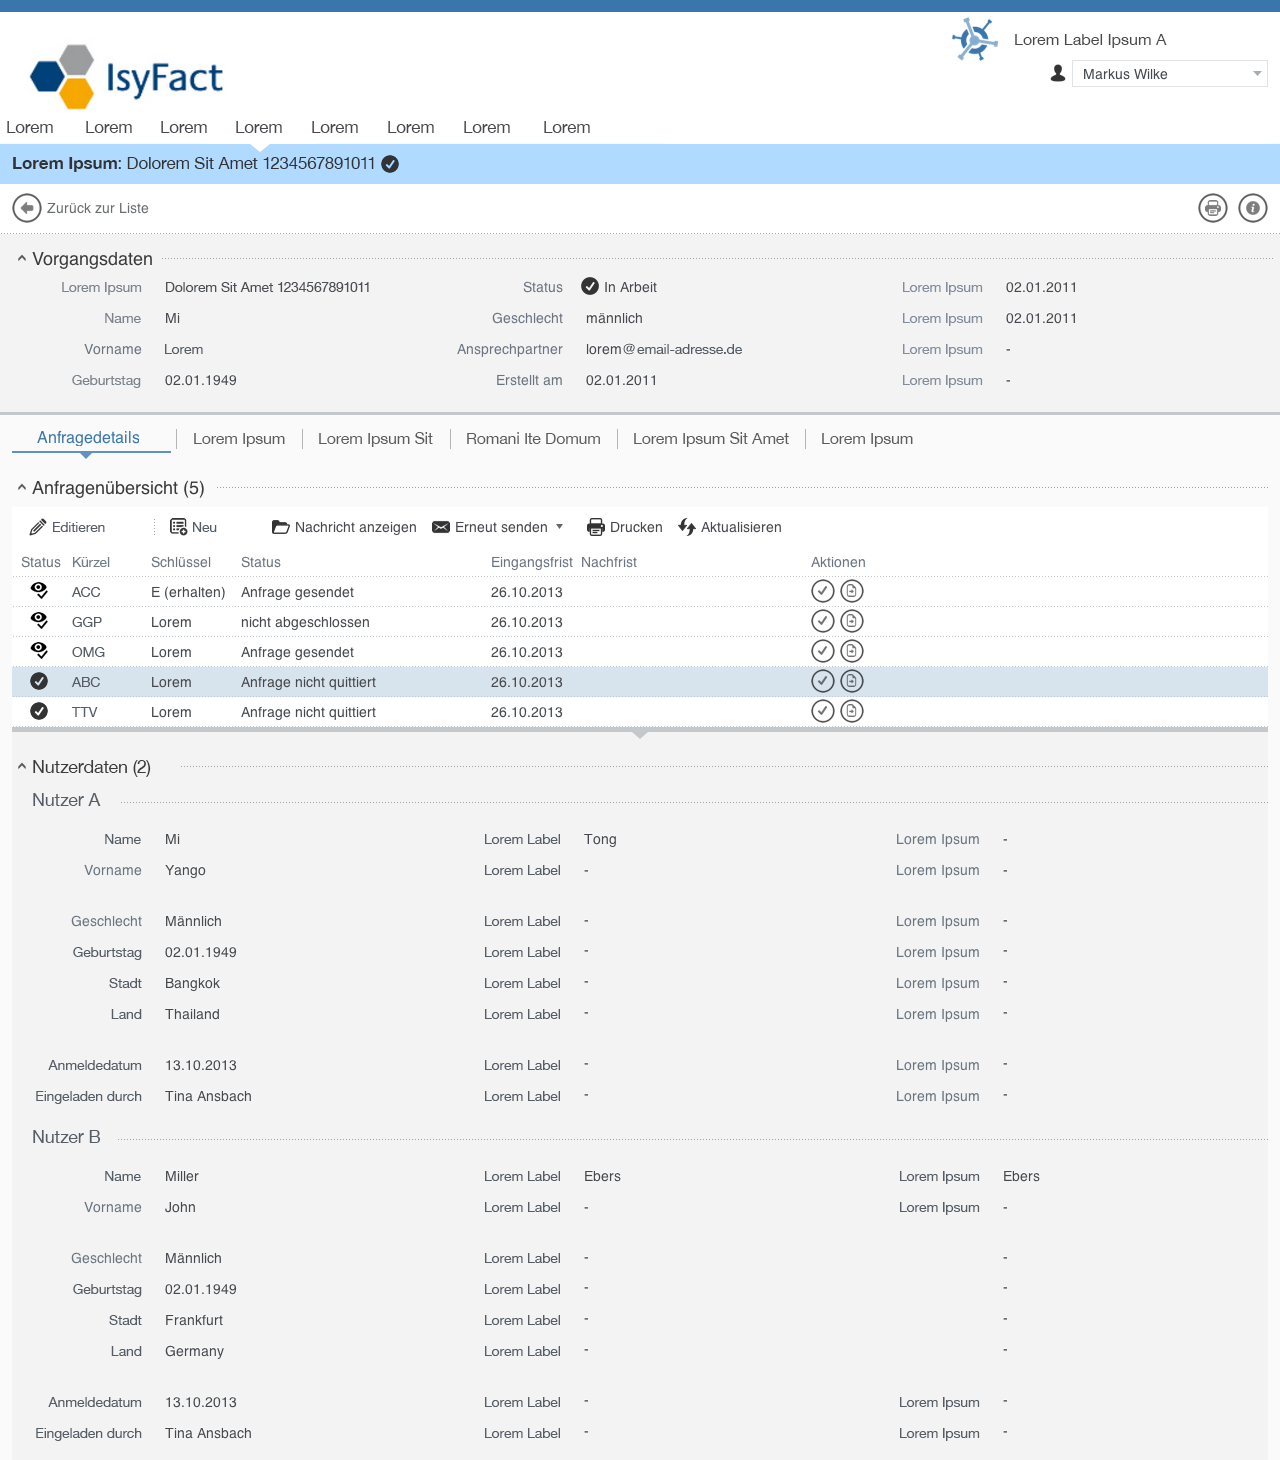 Lorem Label Ipsum A
IsyFact
Markus Wilke
Lorem Lorem Lorem Lorem Lorem Lorem Lorem Lorem
Lorem Ipsum: Dolorem Sit Amet 1234567891011
Zurück zur Liste
Vorgangsdaten
Lorem Ipsum Dolorem Sit Amet 1234567891011 Status In Arbeit Lorem Ipsum 02.01.2011
Name Mi Geschlecht männlich Lorem Ipsum 02.01.2011
Vorname Lorem Ansprechpartner lorem@email-adresse.de Lorem Ipsum -
Geburtstag 02.01.1949 Erstellt am 02.01.2011 Lorem Ipsum -
Anfragedetails Lorem Ipsum Lorem Ipsum Sit Romani Ite Domum Lorem Ipsum Sit Amet Lorem Ipsum
Anfragenübersicht (5)
Editieren Neu Nachricht anzeigen Erneut senden Drucken Aktualisieren
Status Kürzel Schlüssel Status Eingangsfrist Nachfrist Aktionen
ACC E (erhalten) Anfrage gesendet 26.10.2013
GGP Lorem nicht abgeschlossen 26.10.2013
OMG Lorem Anfrage gesendet 26.10.2013
ABC Lorem Anfrage nicht quittiert 26.10.2013
TTV Lorem Anfrage nicht quittiert 26.10.2013
Nutzerdaten (2)
Nutzer A
Name Mi Lorem Label Tong Lorem Ipsum -
Vorname Yango Lorem Label - Lorem Ipsum -
Geschlecht Männlich Lorem Label - Lorem Ipsum -
Geburtstag 02.01.1949 Lorem Label - Lorem Ipsum -
Stadt Bangkok Lorem Label - Lorem Ipsum -
Land Thailand Lorem Label - Lorem Ipsum -
Anmeldedatum 13.10.2013 Lorem Label - Lorem Ipsum -
Eingeladen durch Tina Ansbach Lorem Label - Lorem Ipsum -
Nutzer B
Name Miller Lorem Label Ebers Lorem Ipsum Ebers
Vorname John Lorem Label - Lorem Ipsum -
Geschlecht Männlich Lorem Label - -
Geburtstag 02.01.1949 Lorem Label - -
Stadt Frankfurt Lorem Label - -
Land Germany Lorem Label - -
Anmeldedatum 13.10.2013 Lorem Label - Lorem Ipsum -
Eingeladen durch Tina Ansbach Lorem Label - Lorem Ipsum -